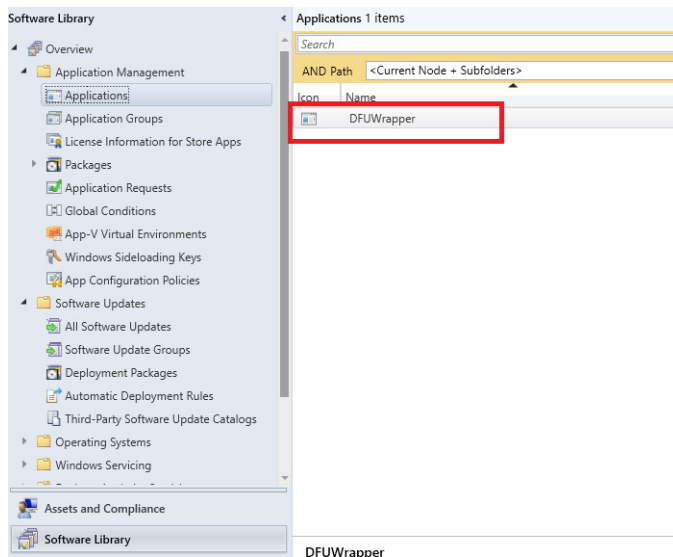 Software Library
Overview
Application Management
Applications
Application Groups
License Information for Store Apps
Packages
Application Requests
Global Conditions
App-V Virtual Environments
Windows Sideloading Keys
App Configuration Policies
Software Updates
All Software Updates
Software Update Groups
Deployment Packages
Automatic Deployment Rules
Third-Party Software Update Catalogs
Operating Systems
Windows Servicing
Assets and Compliance
Software Library
Applications 1 items
Search
AND Path <Current Node + Subfolders>
Icon Name
DFUWrapper
DFUWrapper